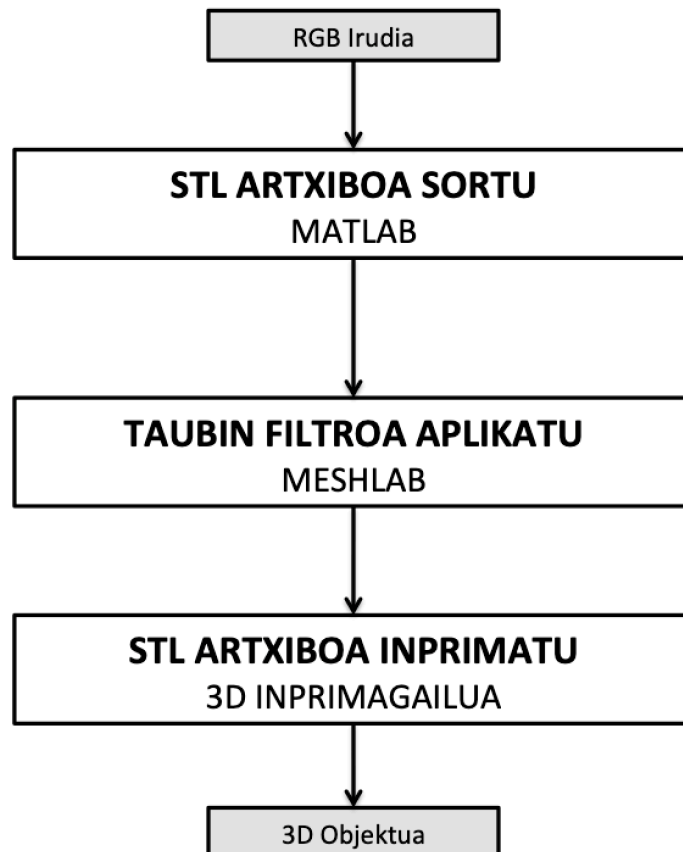 RGB Irudia
STL ARTXIBOA SORTU
MATLAB
TAUBIN FILTROA APLIKATU
MESHLAB
STL ARTXIBOA INPRIMATU
3D INPRIMAGAILUA
3D Objektua